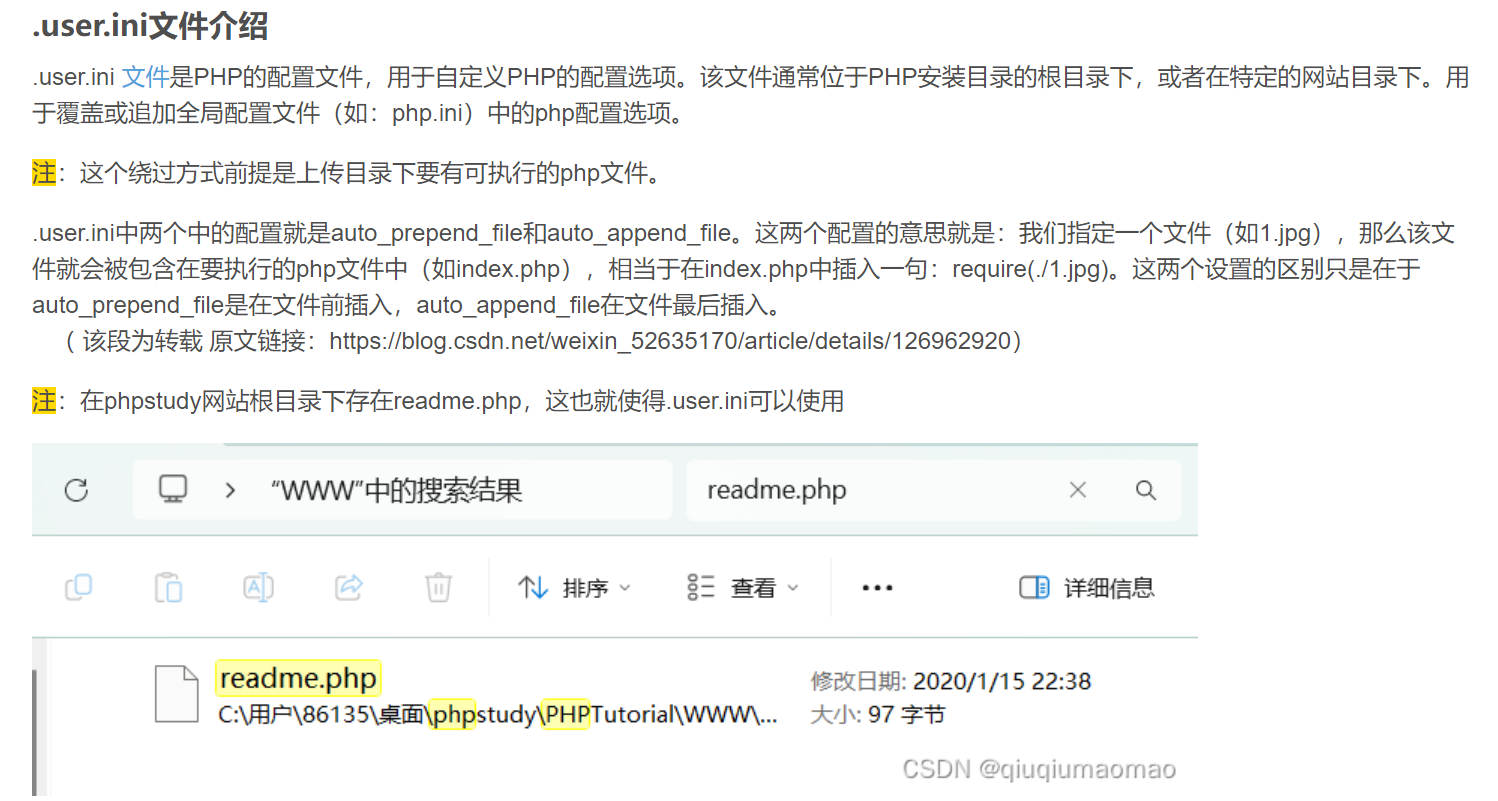 .user.ini文件介绍
.user.ini 文件是PHP的配置文件，用于自定义PHP的配置选项。该文件通常位于PHP安装目录的根目录下，或者在特定的网站目录下。用
于覆盖或追加全局配置文件（如：php.ini）中的php配置选项。
注：这个绕过方式前提是上传目录下要有可执行的php文件。
.user.ini中两个中的配置就是auto_prepend_file和auto_append_file。这两个配置的意思就是：我们指定一个文件（如1.jpg），那么该文
件就会被包含在要执行的php文件中（如index.php），相当于在index.php中插入一句：require(./1.jpg)。这两个设置的区别只是在于
auto_prepend_file是在文件前插入，auto_append_file在文件最后插入。
（ 该段为转载 原文链接：https://blog.csdn.net/weixin_52635170/article/details/126962920）
注：在phpstudy网站根目录下存在readme.php，这也就使得.user.ini可以使用
“WWW”中的搜索结果 readme.php
排序 查看 详细信息
readme.php 修改日期: 2020/1/15 22:38
C:\用户\86135\桌面\phpstudy\PHPTutorial\WWW\... 大小: 97 字节
CSDN @qiuqiumaomao